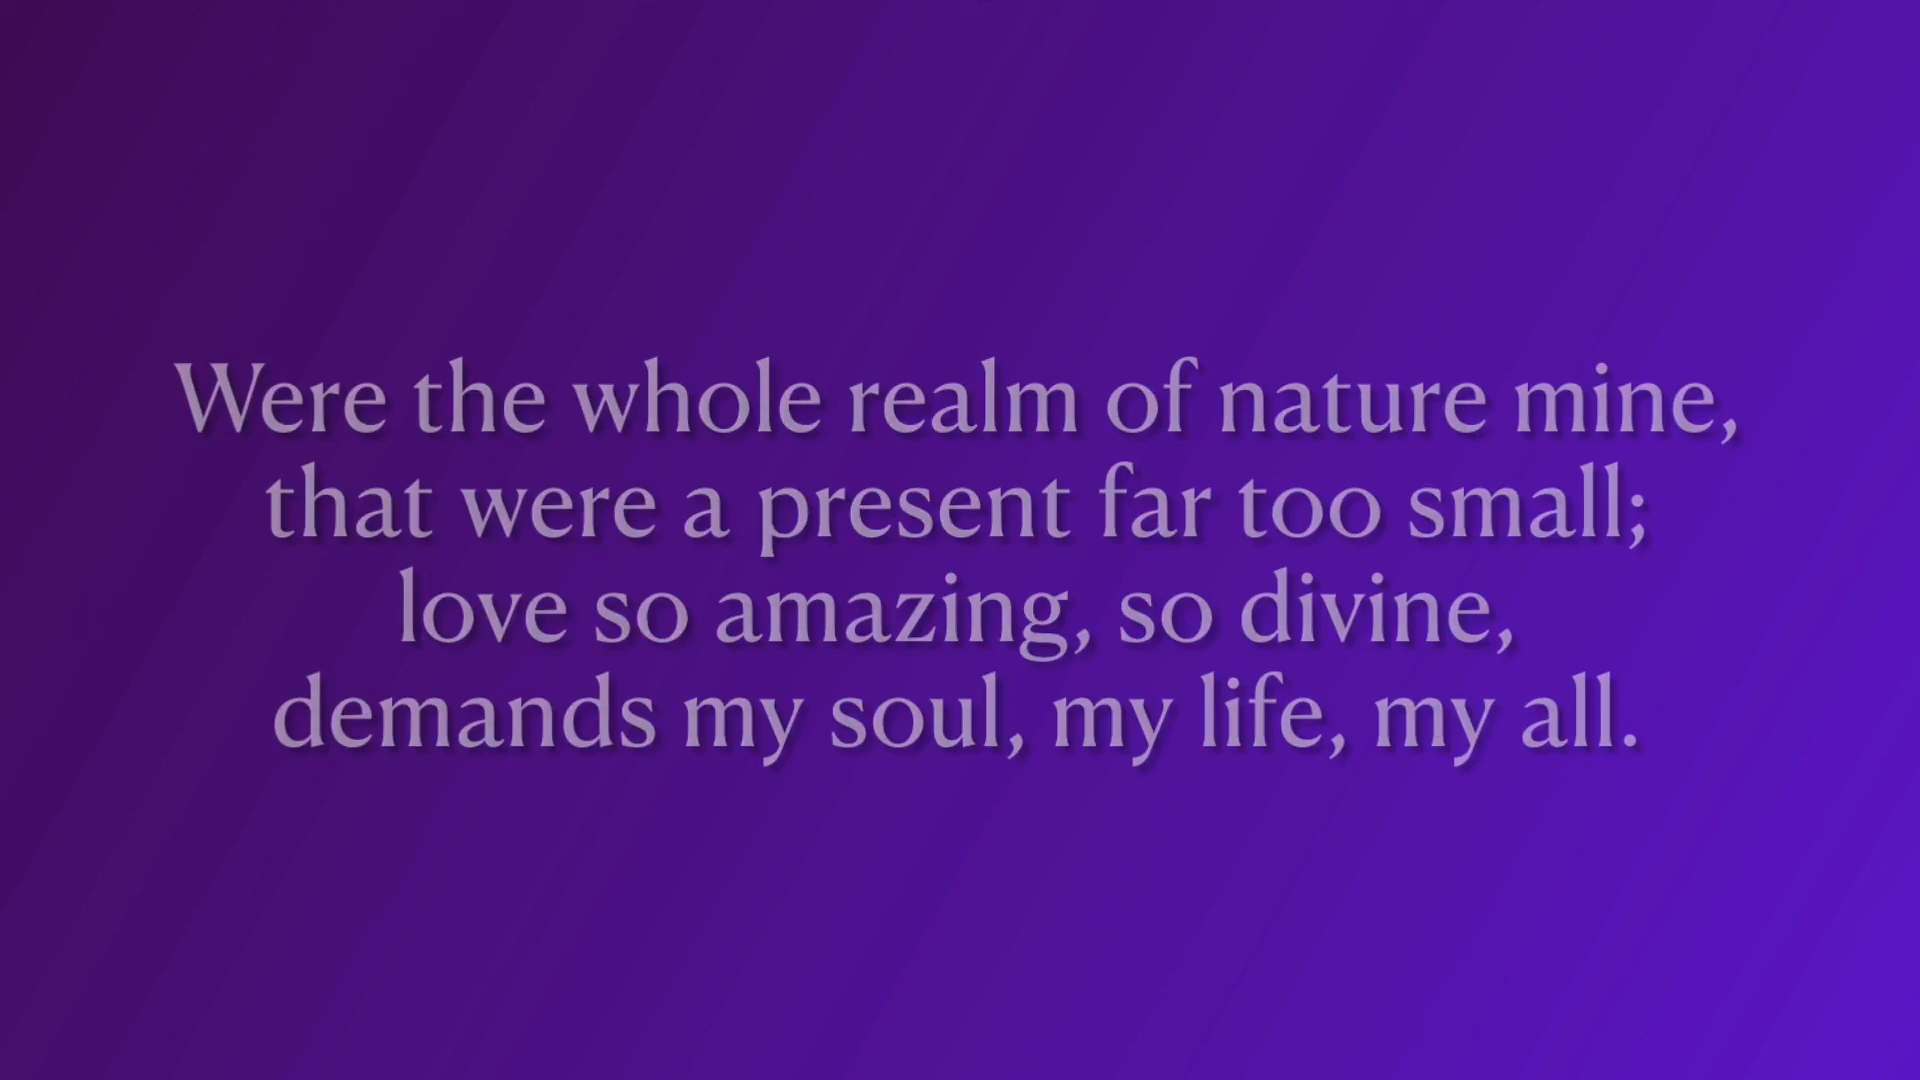 Were the whole realm of nature mine,
that were a present far too small;
love so amazing, so divine,
demands my soul, my life, my all.